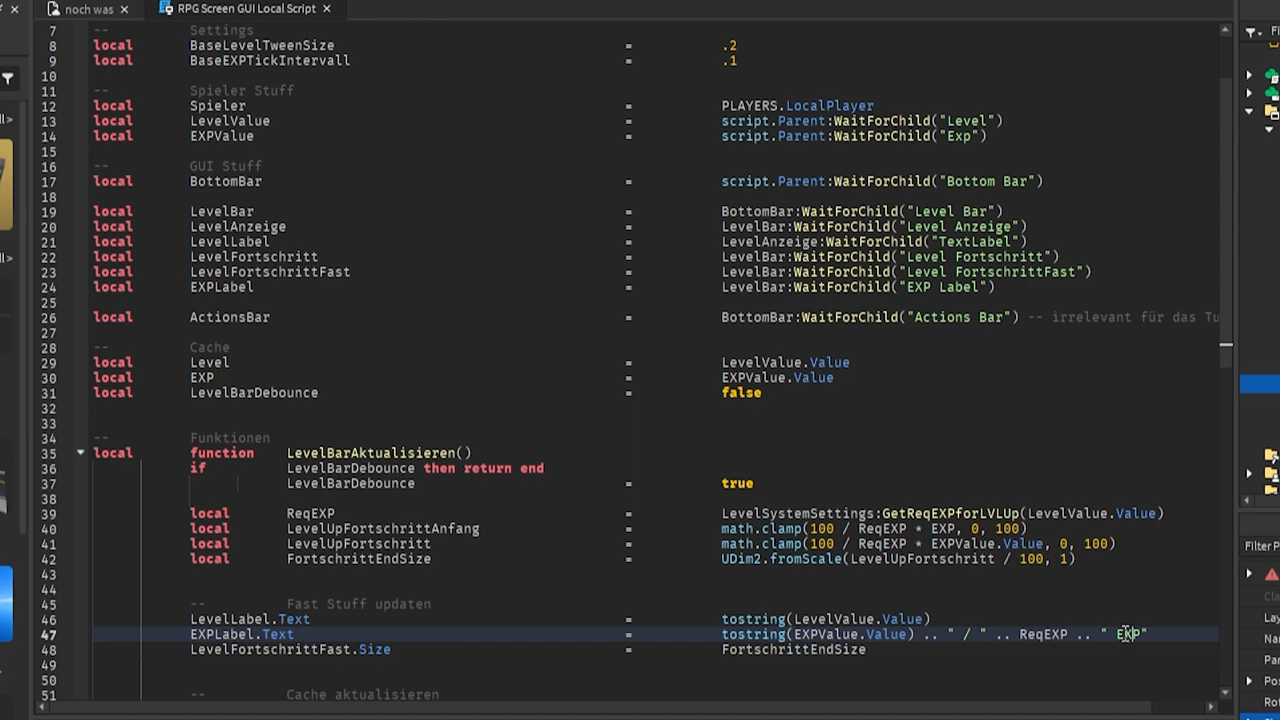 noch was
RPG Screen GUI Local Script
7 -- Settings
8 local BaseLevelTweenSize = .2
9 local BaseEXPTickIntervall = .1
10
11 -- Spieler Stuff
12 local Spieler = PLAYERS.LocalPlayer
13 local LevelValue = script.Parent:WaitForChild("Level")
14 local EXPValue = script.Parent:WaitForChild("Exp")
15
16 -- GUI Stuff
17 local BottomBar = script.Parent:WaitForChild("Bottom Bar")
18
19 local LevelBar = BottomBar:WaitForChild("Level Bar")
20 local LevelAnzeige = LevelBar:WaitForChild("Level Anzeige")
21 local LevelLabel = LevelAnzeige:WaitForChild("TextLabel")
22 local LevelFortschritt = LevelBar:WaitForChild("Level Fortschritt")
23 local LevelFortschrittFast = LevelBar:WaitForChild("Level FortschrittFast")
24 local EXPLabel = LevelBar:WaitForChild("EXP Label")
25
26 local ActionsBar = BottomBar:WaitForChild("Actions Bar") -- irrelevant für das Tu
27
28 -- Cache
29 local Level = LevelValue.Value
30 local EXP = EXPValue.Value
31 local LevelBarDebounce = false
32
33
34 -- Funktionen
35 local function LevelBarAktualisieren()
36 if LevelBarDebounce then return end
37 LevelBarDebounce = true
38
39 local ReqEXP = LevelSystemSettings:GetReqEXPforLVLUp(LevelValue.Value)
40 local LevelUpFortschrittAnfang = math.clamp(100 / ReqEXP * EXP, 0, 100)
41 local LevelUpFortschritt = math.clamp(100 / ReqEXP * EXPValue.Value, 0, 100)
42 local FortschrittEndSize = UDim2.fromScale(LevelUpFortschritt / 100, 1)
43
44
45 -- Fast Stuff updaten
46 LevelLabel.Text = tostring(LevelValue.Value)
47 EXPLabel.Text = tostring(EXPValue.Value) .. " / " .. ReqEXP .. " EXP"
48 LevelFortschrittFast.Size = FortschrittEndSize
49
50
51 -- Cache aktualisieren
Filter P